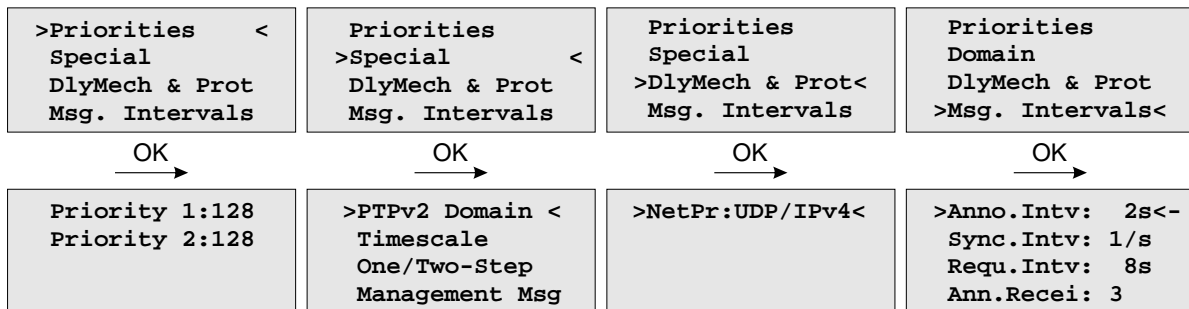 >Priorities <
Special
DlyMech & Prot
Msg. Intervals
Priorities
>Special <
DlyMech & Prot
Msg. Intervals
Priorities
Special
>DlyMech & Prot<
Msg. Intervals
Priorities
Domain
DlyMech & Prot
>Msg. Intervals<
OK
OK
OK
OK
Priority 1:128
Priority 2:128
>PTPv2 Domain <
Timescale
One/Two-Step
Management Msg
>NetPr:UDP/IPv4<
>Anno.Intv: 2s<-
Sync.Intv: 1/s
Requ.Intv: 8s
Ann.Recei: 3